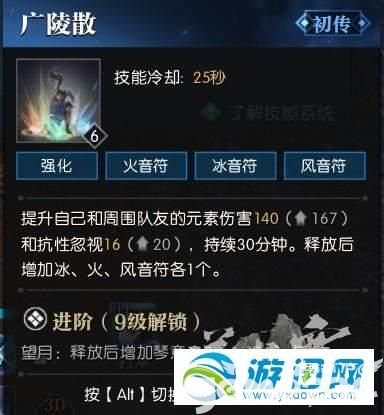 广陵散
初传
技能冷却: 25秒
了解技能系统
6
强化
火音符
冰音符
风音符
提升自己和周围队友的元素伤害140（167）
和抗性忽视16（20），持续30分钟。释放后
增加冰、火、风音符各1个。
进阶（9级解锁）
望月：释放后增加琴意
按【Alt】切换
3D
游迅网
www.yxdown.com